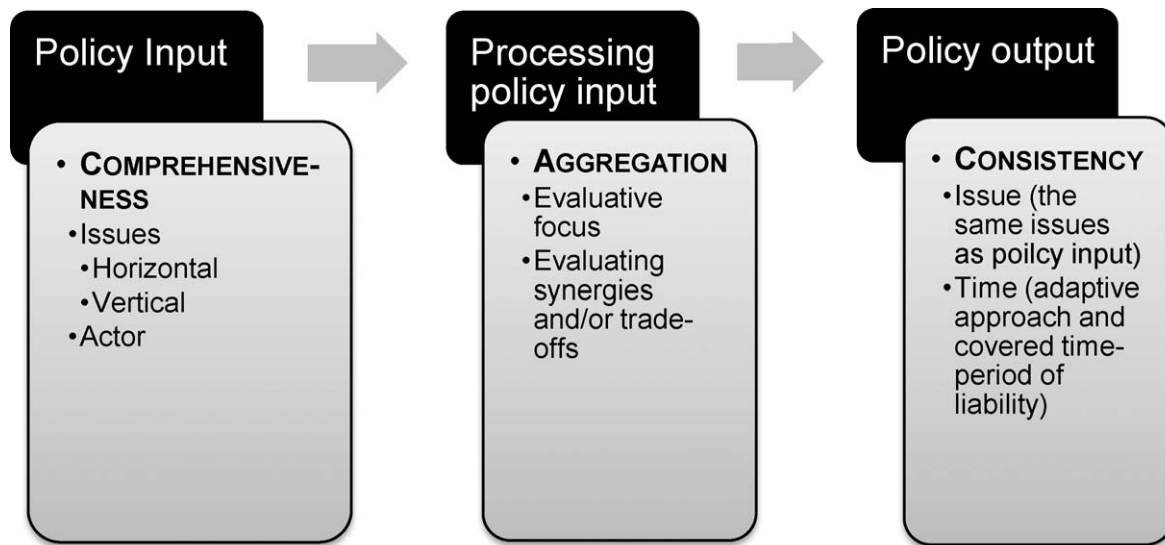 Policy Input
• COMPREHENSIVE-
NESS
•Issues
•Horizontal
•Vertical
•Actor
Processing
policy input
• AGGREGATION
•Evaluative
focus
•Evaluating
synergies
and/or trade-
offs
Policy output
• CONSISTENCY
•Issue (the
same issues
as poilcy input)
•Time (adaptive
approach and
covered time-
period of
liability)